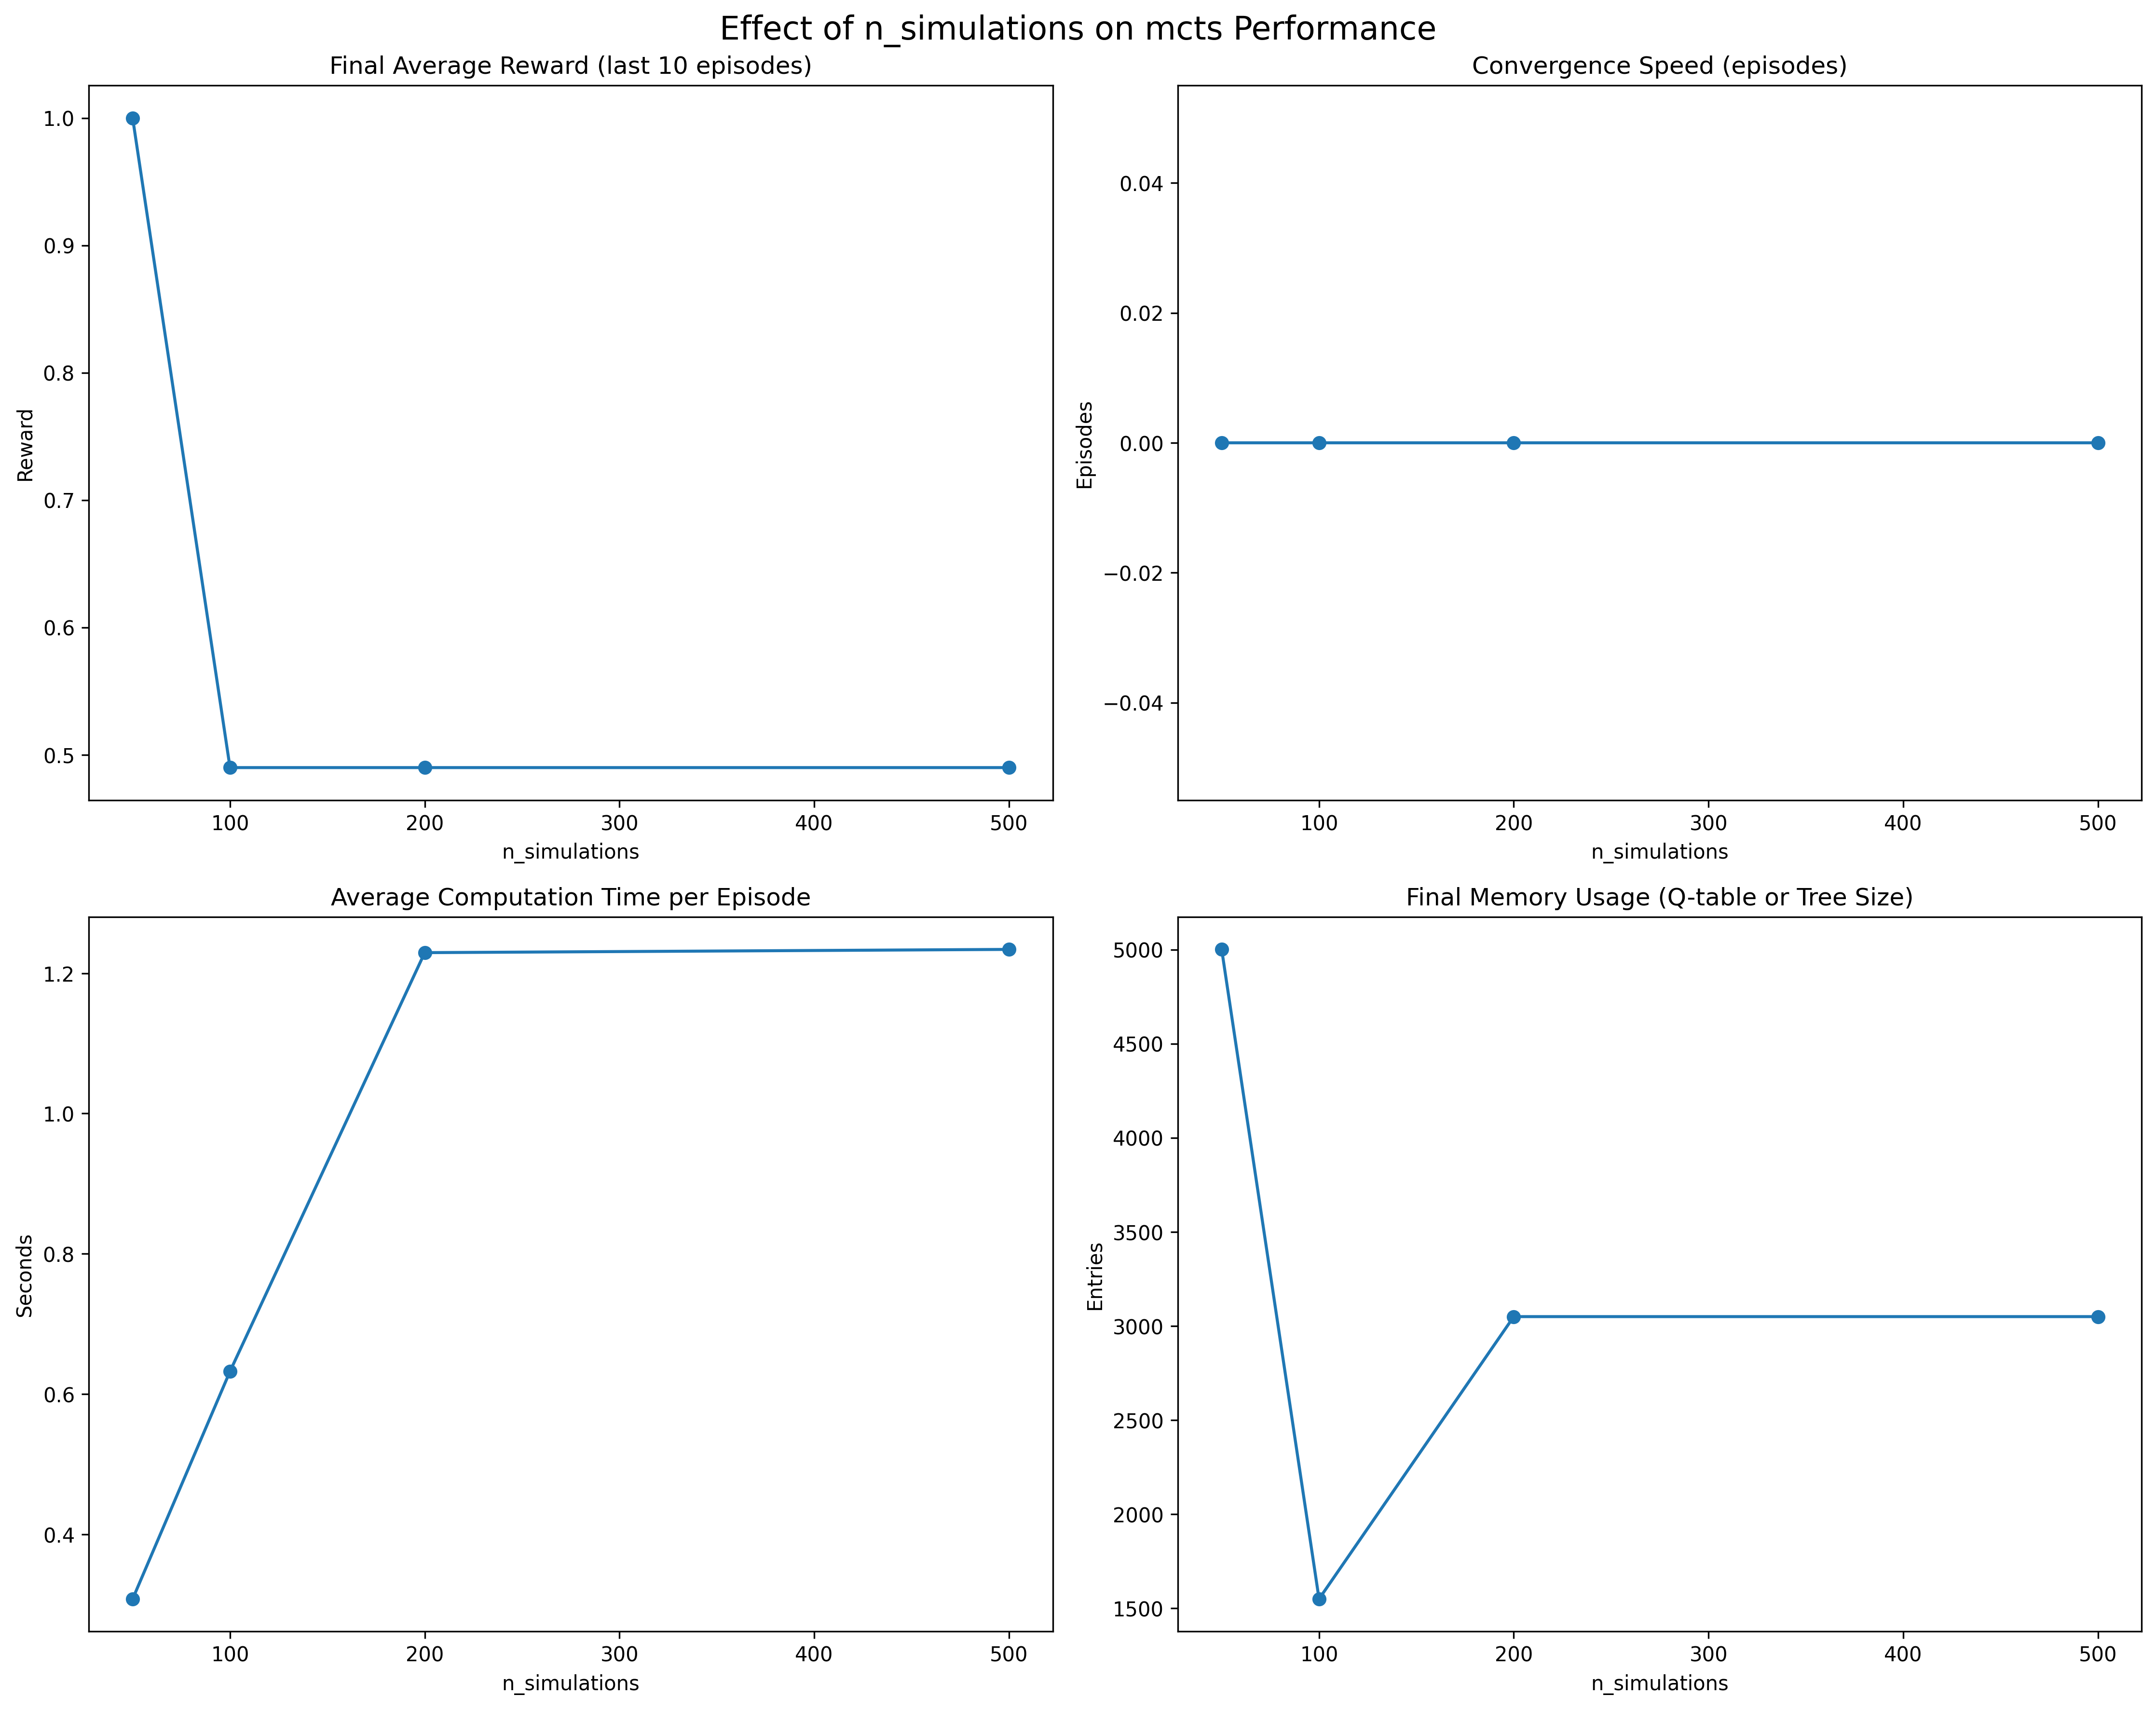 Effect of n_simulations on mcts Performance
Final Average Reward (last 10 episodes)
1.0
0.9
0.8
0.7
0.6
0.5
Reward
100 200 300 400 500
n_simulations
Convergence Speed (episodes)
0.04
0.02
0.00
−0.02
−0.04
Episodes
100 200 300 400 500
n_simulations
Average Computation Time per Episode
1.2
1.0
0.8
0.6
0.4
Seconds
100 200 300 400 500
n_simulations
Final Memory Usage (Q-table or Tree Size)
5000
4500
4000
3500
3000
2500
2000
1500
Entries
100 200 300 400 500
n_simulations